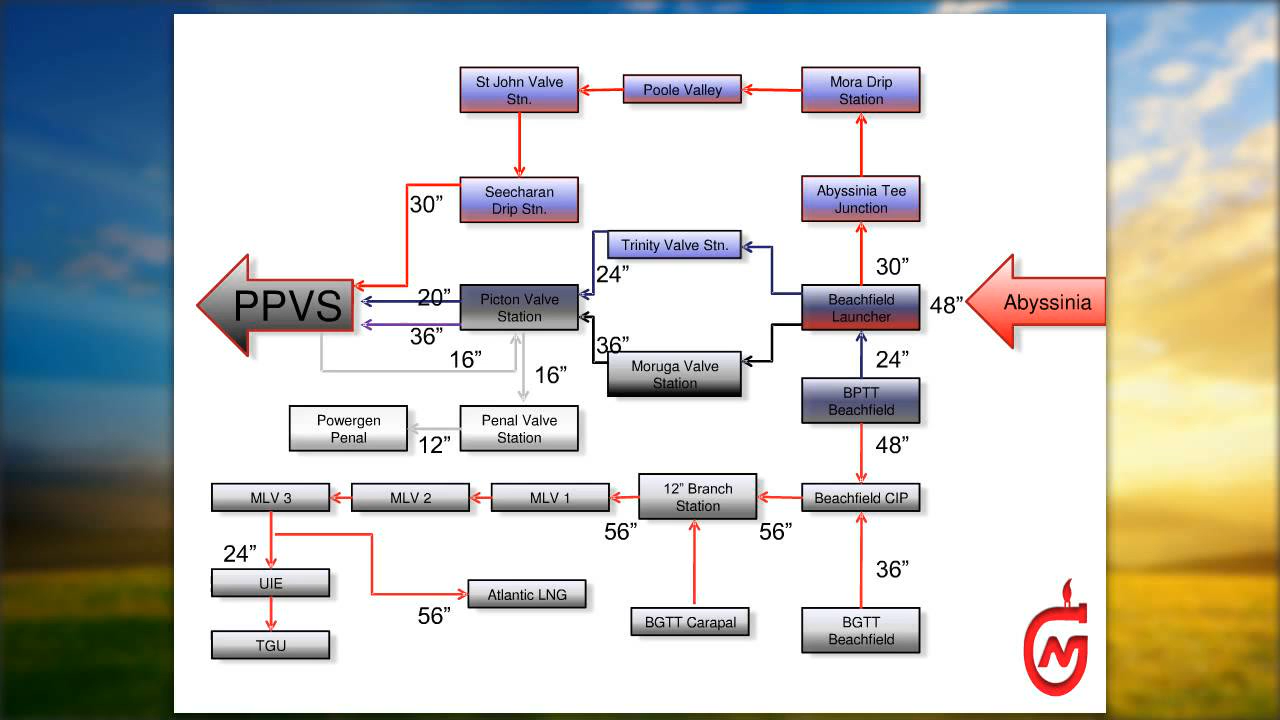 St John Valve
Stn.
Poole Valley
Mora Drip
Station
Seecharan
Drip Stn.
30”
Abyssinia Tee
Junction
Trinity Valve Stn.
24”
30”
PPVS
20”
Picton Valve
Station
36”
Beachfield
Launcher
48”
Abyssinia
16”
36”
Moruga Valve
Station
24”
16”
BPTT
Beachfield
Powergen
Penal
12”
Penal Valve
Station
48”
MLV 3
MLV 2
MLV 1
12” Branch
Station
Beachfield CIP
56”
56”
24”
UIE
36”
Atlantic LNG
56”
BGTT Carapal
BGTT
Beachfield
TGU